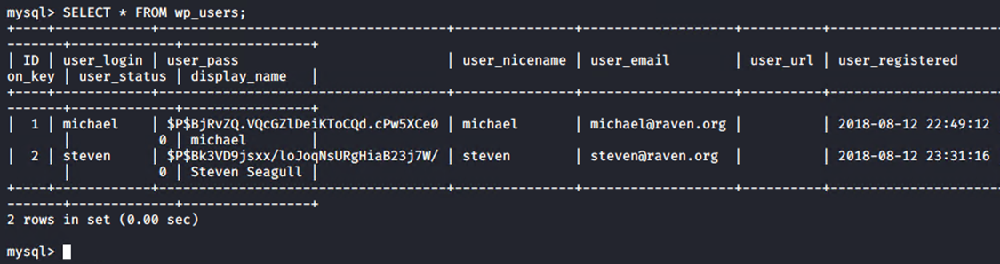 mysql> SELECT * FROM wp_users;
+----+------------+------------------------------------+---------------+-------------------+----------+---------------------
-------+-------------+---------------+
| ID | user_login | user_pass                          | user_nicename | user_email        | user_url | user_registered
on_key | user_status | display_name  |
+----+------------+------------------------------------+---------------+-------------------+----------+---------------------
-------+-------------+---------------+
|  1 | michael    | $P$BjRvZQ.VQcGZlDeiKToCQd.cPw5XCe0 | michael       | michael@raven.org |          | 2018-08-12 22:49:12
       |           0 | michael       |
|  2 | steven     | $P$Bk3VD9jsxx/loJoqNsURgHiaB23j7W/ | steven        | steven@raven.org  |          | 2018-08-12 23:31:16
       |           0 | Steven Seagull |
+----+------------+------------------------------------+---------------+-------------------+----------+---------------------
-------+-------------+---------------+
2 rows in set (0.00 sec)
mysql>